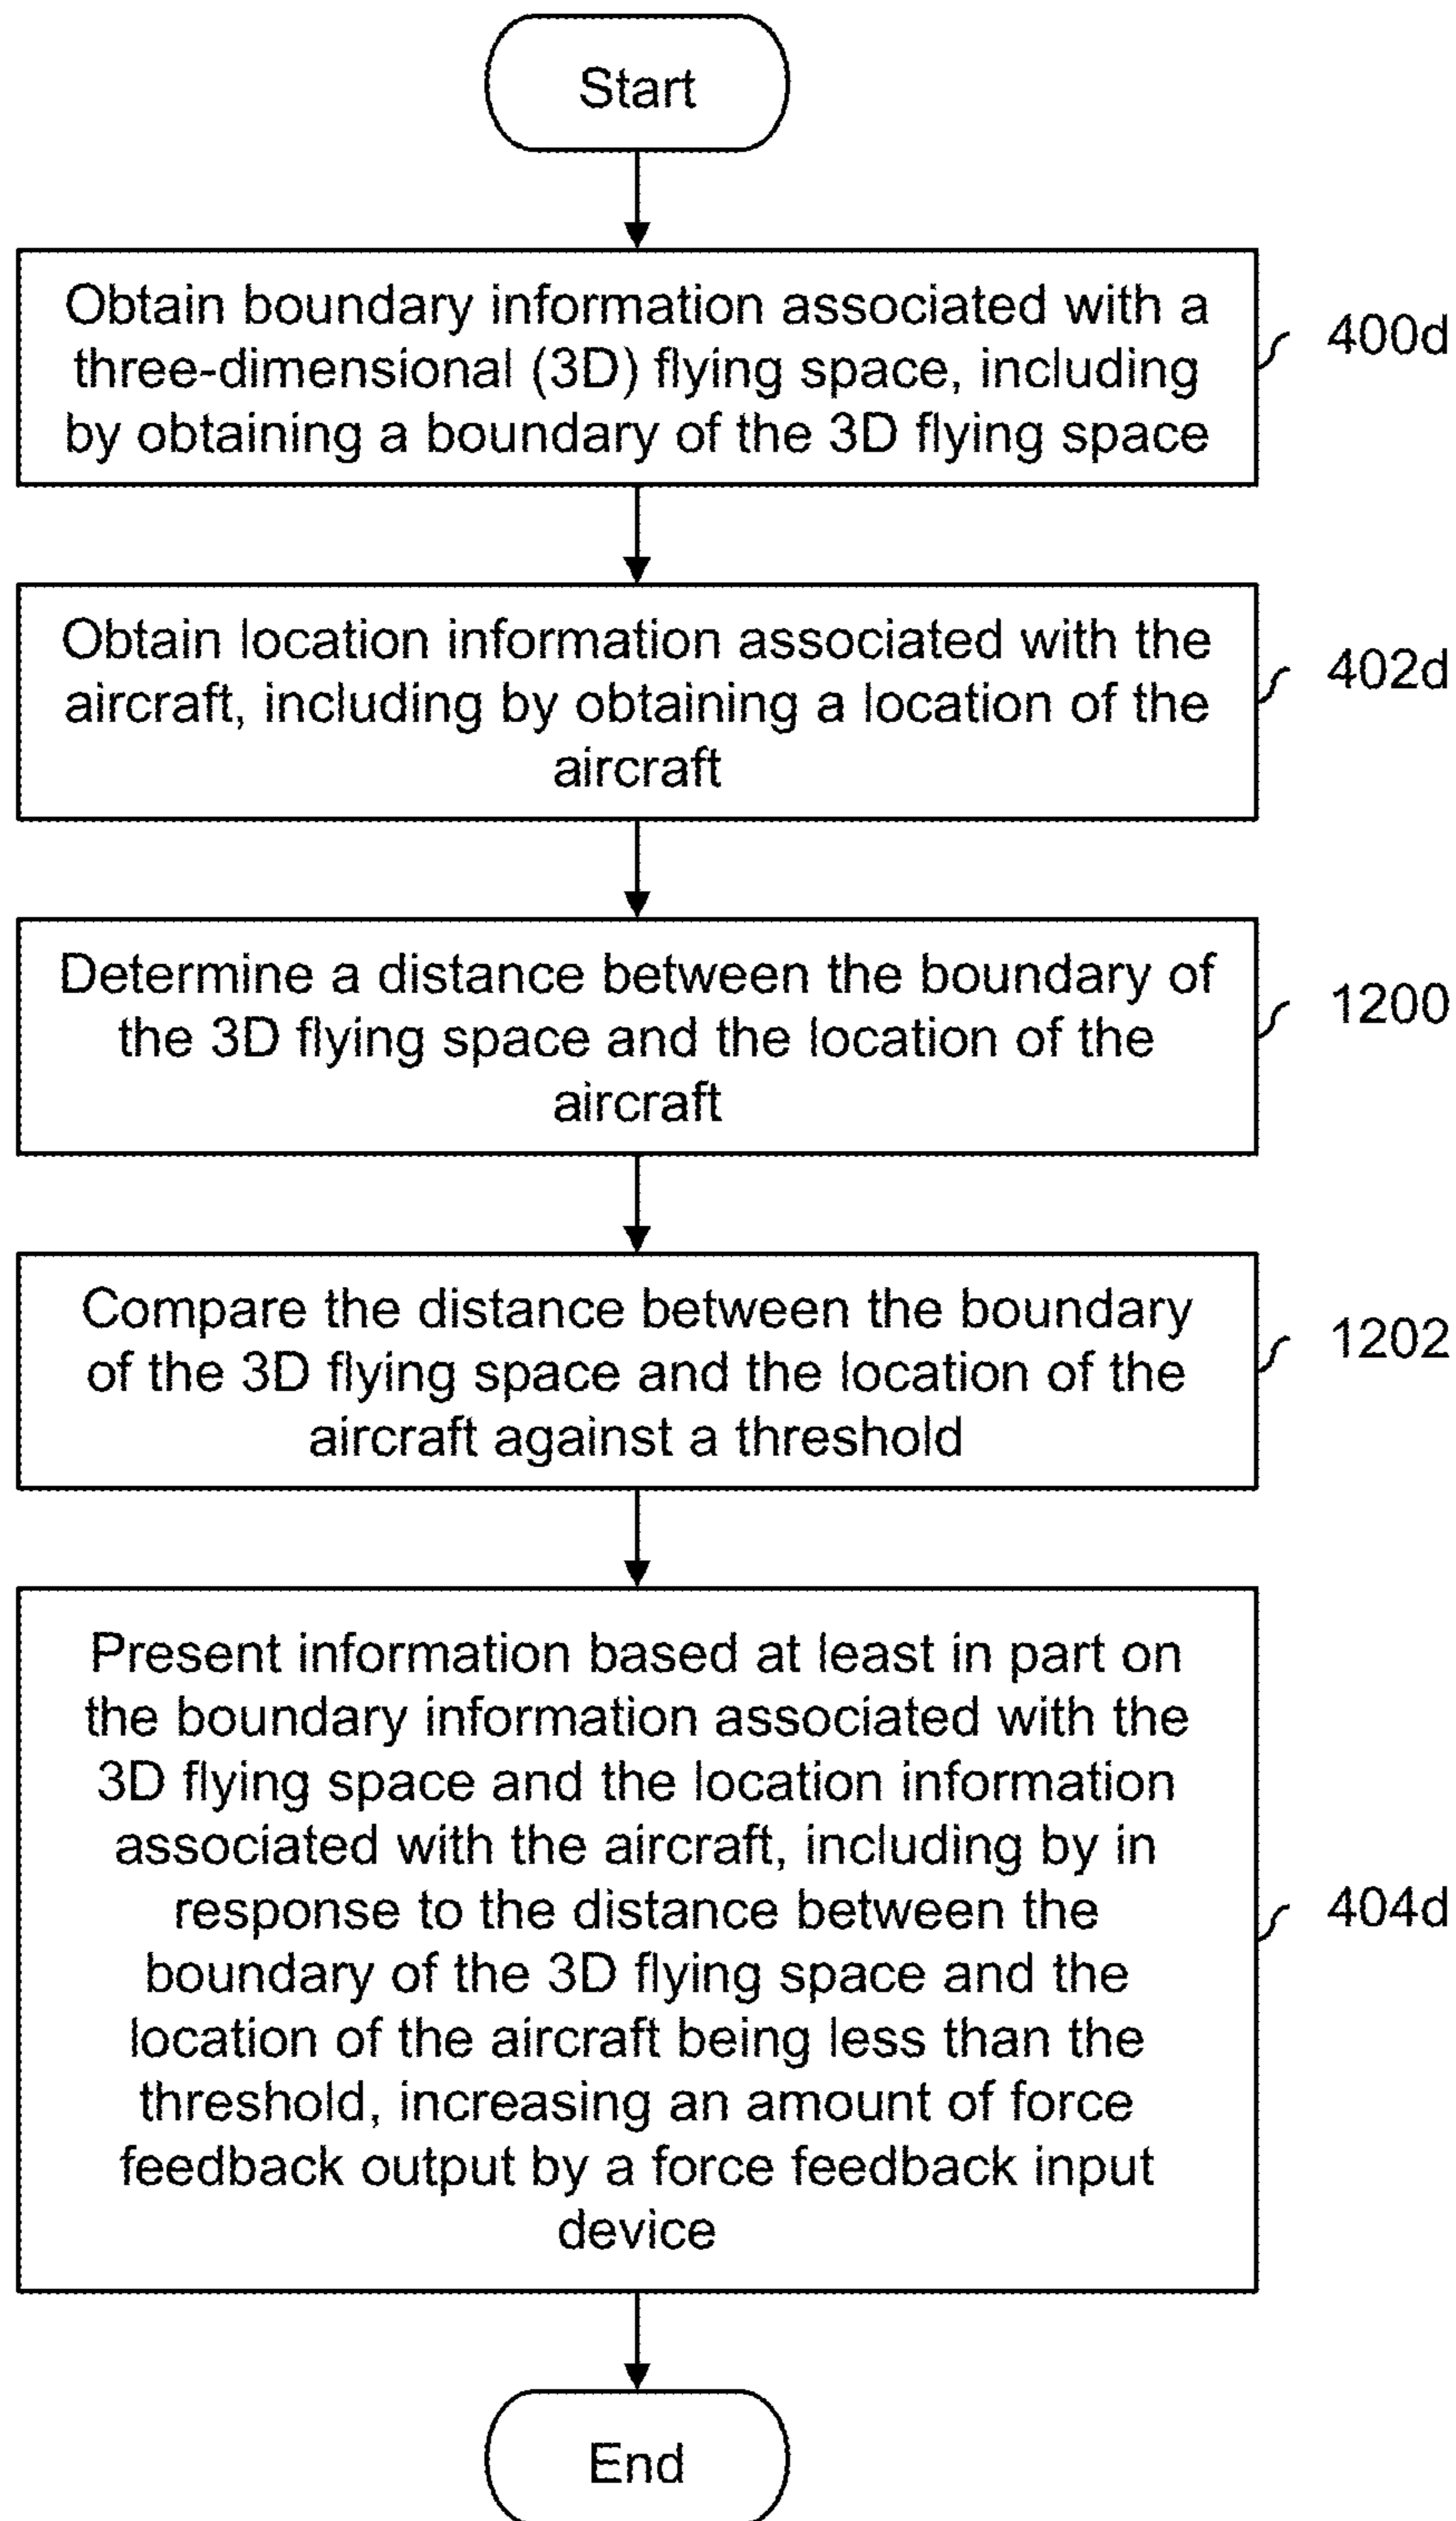 Start
Obtain boundary information associated with a
three-dimensional (3D) flying space, including
by obtaining a boundary of the 3D flying space
400d
Obtain location information associated with the
aircraft, including by obtaining a location of the
aircraft
402d
Determine a distance between the boundary of
the 3D flying space and the location of the
aircraft
1200
Compare the distance between the boundary
of the 3D flying space and the location of the
aircraft against a threshold
1202
Present information based at least in part on
the boundary information associated with the
3D flying space and the location information
associated with the aircraft, including by in
response to the distance between the
boundary of the 3D flying space and the
location of the aircraft being less than the
threshold, increasing an amount of force
feedback output by a force feedback input
device
404d
End